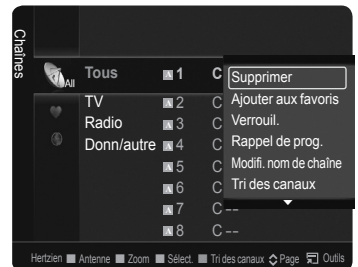 Chaînes
All
Tous
TV
Radio
Donn/autre
A 1 C
A 2 C
A 3 C
A 4 C
A 5 C
A 6 C
A 7 C --
A 8 C --
Supprimer
Ajouter aux favoris
Verrouil.
Rappel de prog.
Modifi. nom de chaîne
Tri des canaux
Hertzien Antenne Zoom Sélect. Tri des canaux Page Outils